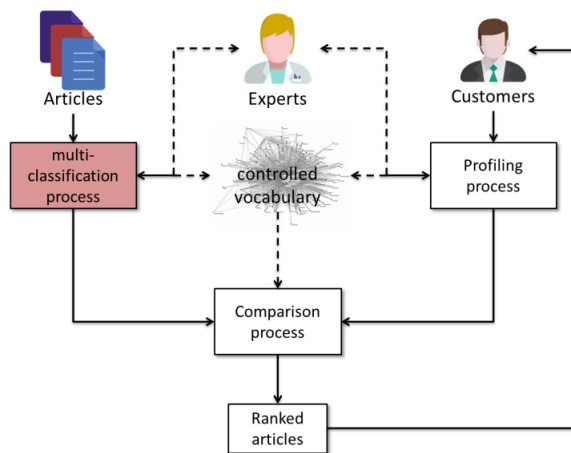 Articles
Experts
Customers
multi-
classification
process
controlled
vocabulary
Profiling
process
Comparison
process
Ranked
articles